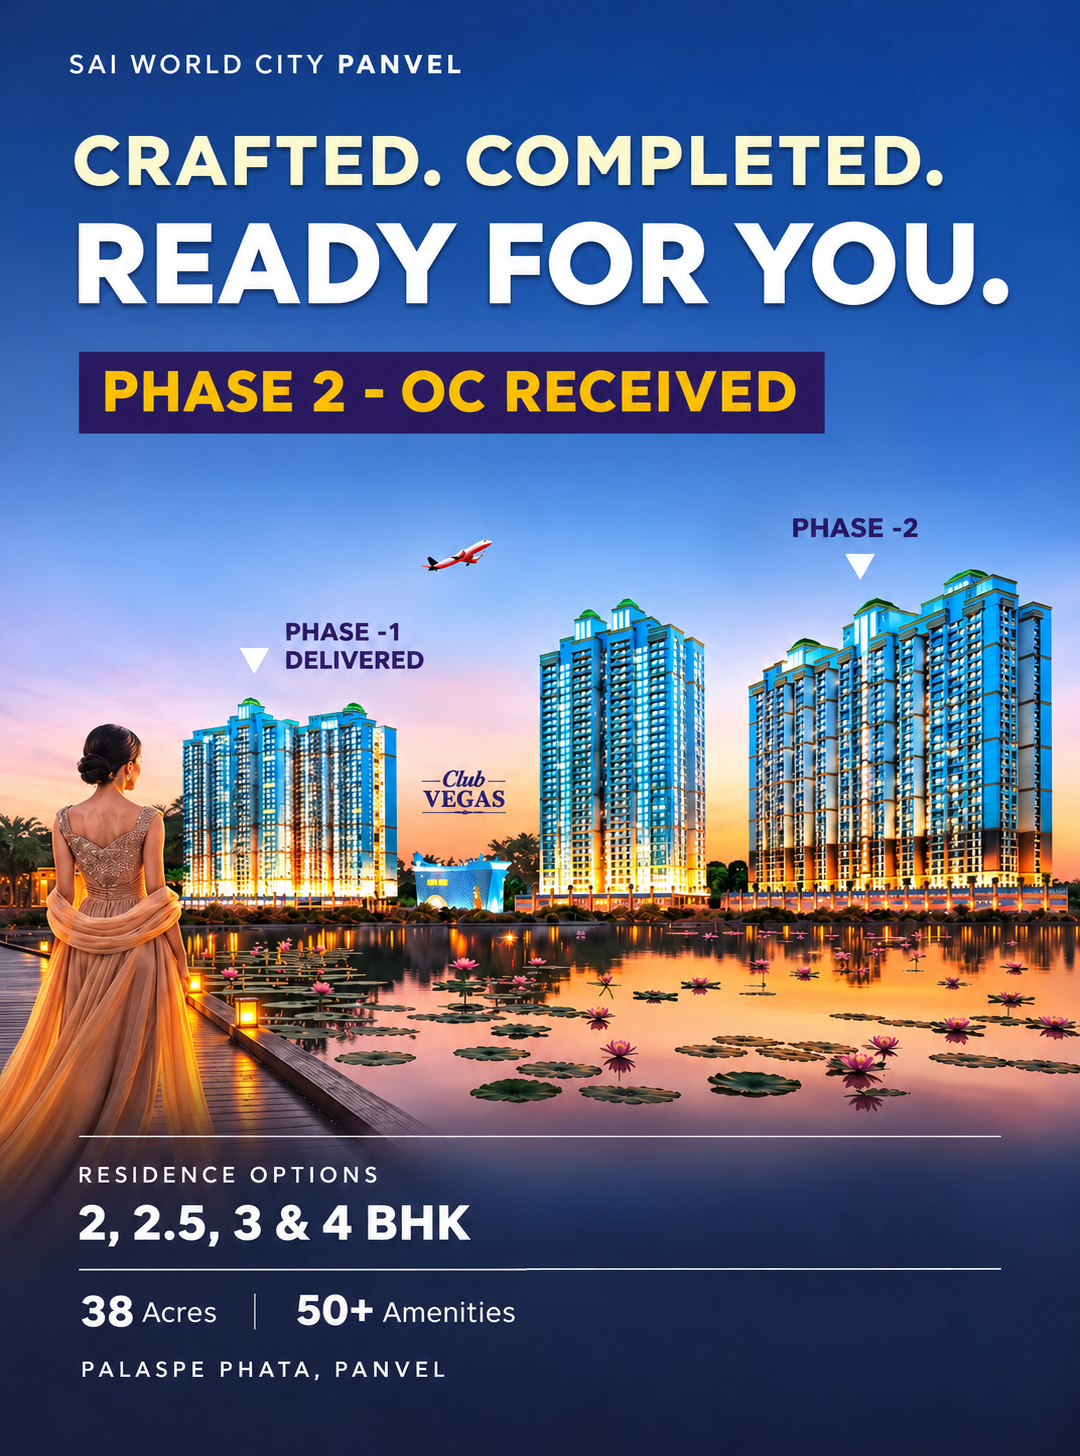 SAI WORLD CITY PANVEL
CRAFTED. COMPLETED.
READY FOR YOU.
PHASE 2 - OC RECEIVED
PHASE -2
PHASE -1
DELIVERED
Club
VEGAS
RESIDENCE OPTIONS
2, 2.5, 3 & 4 BHK
38 Acres | 50+ Amenities
PALASPE PHATA, PANVEL